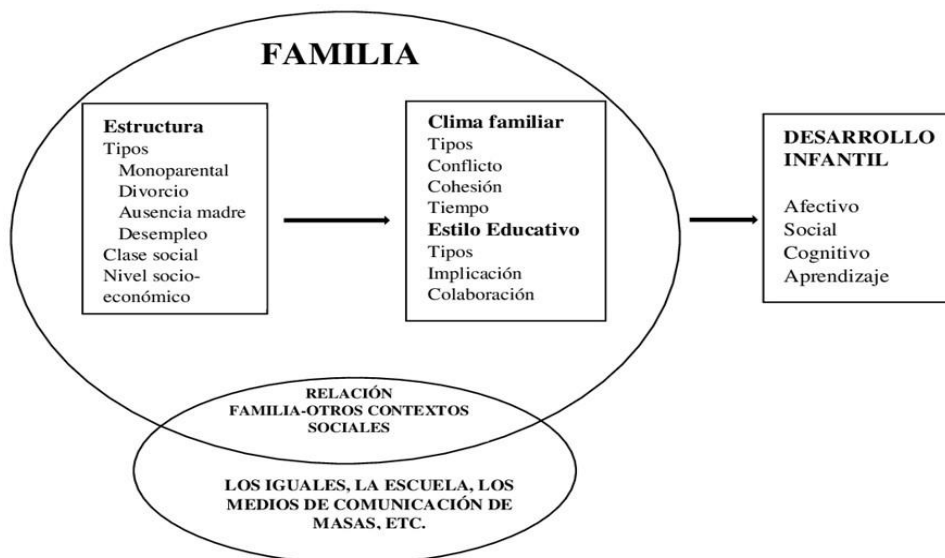 FAMILIA
Estructura
Tipos
Monoparental
Divorcio
Ausencia madre
Desempleo
Clase social
Nivel socio-
económico
Clima familiar
Tipos
Conflicto
Cohesión
Tiempo
Estilo Educativo
Tipos
Implicación
Colaboración
DESARROLLO
INFANTIL
Afectivo
Social
Cognitivo
Aprendizaje
RELACIÓN
FAMILIA-OTROS CONTEXTOS
SOCIALES
LOS IGUALES, LA ESCUELA, LOS
MEDIOS DE COMUNICACIÓN DE
MASAS, ETC.